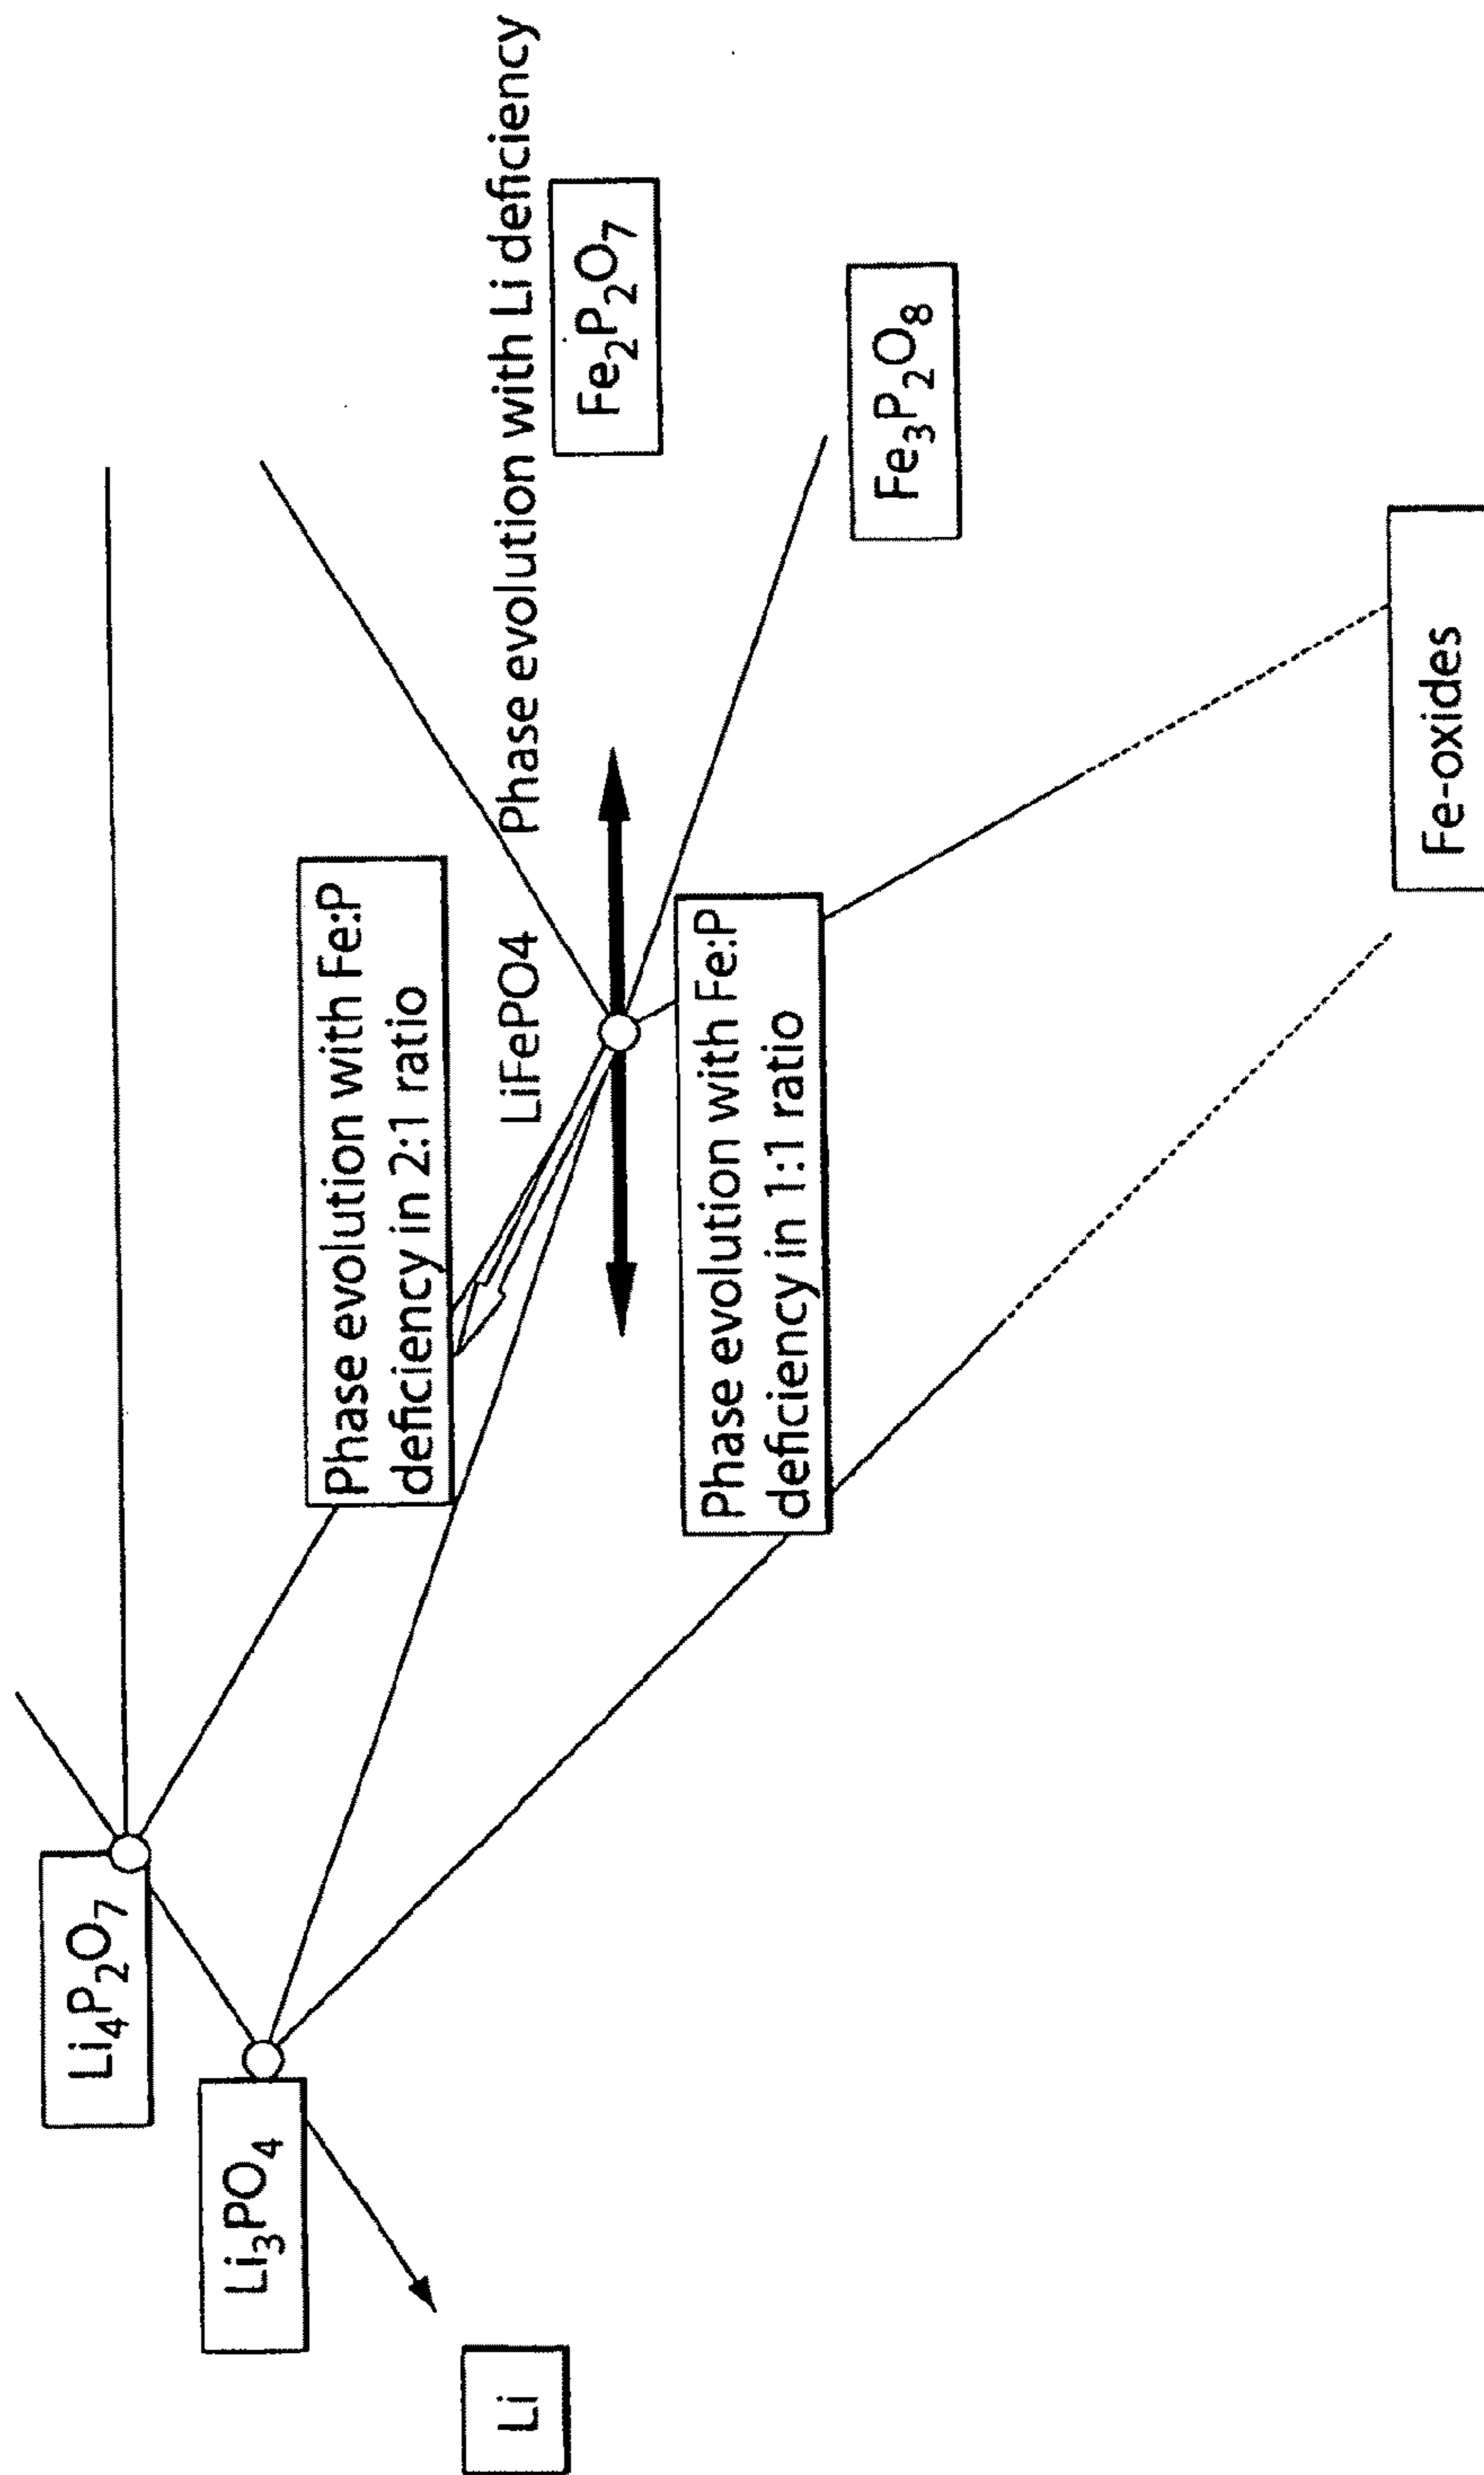 Li4P2O7
Li3PO4
Li
Phase evolution with Fe:P
deficiency in 2:1 ratio
LiFePO4
Phase evolution with Li deficiency
Fe2P2O7
Phase evolution with Fe:P
deficiency in 1:1 ratio
Fe3P2O8
Fe-oxides